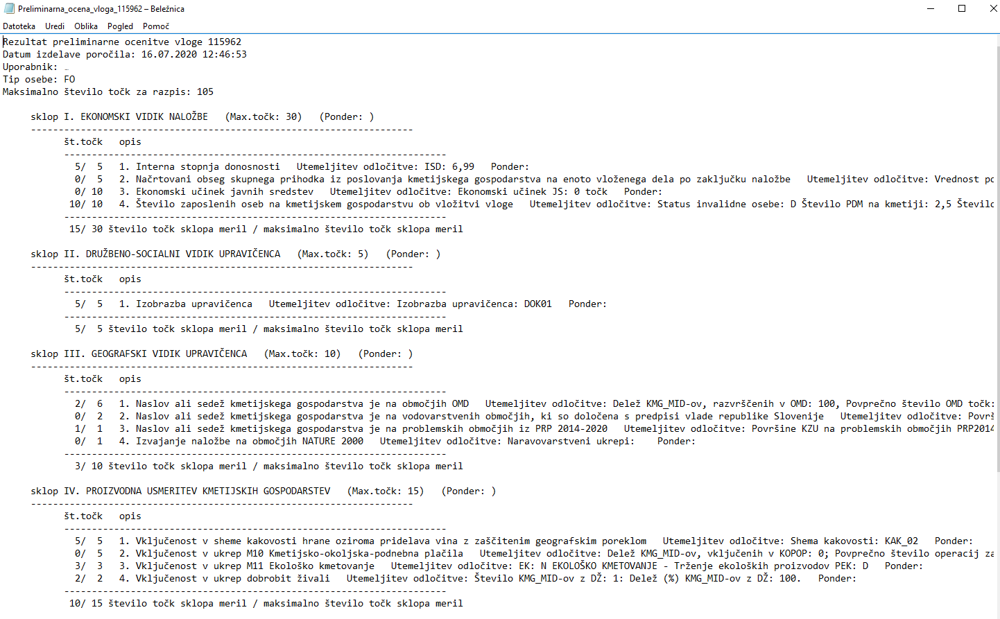 Preliminarna_ocena_vloga_115962 – Beležnica
Datoteka Uredi Oblika Pogled Pomoč
Rezultat preliminarne ocenitve vloge 115962
Datum izdelave poročila: 16.07.2020 12:46:53
Uporabnik:
Tip osebe: FO
Maksimalno število točk za razpis: 105
sklop I. EKONOMSKI VIDIK NALOŽBE (Max.točk: 30) (Ponder: )
---------------------------------------------------------------------
št.točk opis
---------------------------------------------------------------------
5/ 5 1. Interna stopnja donosnosti Utemeljitev odločitve: ISD: 6,99 Ponder:
0/ 5 2. Načrtovani obseg skupnega prihodka iz poslovanja kmetijskega gospodarstva na enoto vloženega dela po zaključku naložbe Utemeljitev odločitve: Vrednost po
0/ 10 3. Ekonomski učinek javnih sredstev Utemeljitev odločitve: Ekonomski učinek JS: 0 točk Ponder:
10/ 10 4. Število zaposlenih oseb na kmetijskem gospodarstvu ob vložitvi vloge Utemeljitev odločitve: Status invalidne osebe: D Število PDM na kmetiji: 2,5 Število
---------------------------------------------------------------------
15/ 30 število točk sklopa meril / maksimalno število točk sklopa meril
sklop II. DRUŽBENO-SOCIALNI VIDIK UPRAVIČENCA (Max.točk: 5) (Ponder: )
---------------------------------------------------------------------
št.točk opis
---------------------------------------------------------------------
5/ 5 1. Izobrazba upravičenca Utemeljitev odločitve: Izobrazba upravičenca: DOK01 Ponder:
---------------------------------------------------------------------
5/ 5 število točk sklopa meril / maksimalno število točk sklopa meril
sklop III. GEOGRAFSKI VIDIK UPRAVIČENCA (Max.točk: 10) (Ponder: )
---------------------------------------------------------------------
št.točk opis
---------------------------------------------------------------------
2/ 6 1. Naslov ali sedež kmetijskega gospodarstva je na območjih OMD Utemeljitev odločitve: Delež KMG_MID-ov, razvrščenih v OMD: 100, Povprečno število OMD točk:
0/ 2 2. Naslov ali sedež kmetijskega gospodarstva je na vodovarstvenih območjih, ki so določena s predpisi vlade republike Slovenije Utemeljitev odločitve: Površ
1/ 1 3. Naslov ali sedež kmetijskega gospodarstva je na problemskih območjih iz PRP 2014-2020 Utemeljitev odločitve: Površine KZU na problemskih območjih PRP2014
0/ 1 4. Izvajanje naložbe na območjih NATURE 2000 Utemeljitev odločitve: Naravovarstveni ukrepi: Ponder:
---------------------------------------------------------------------
3/ 10 število točk sklopa meril / maksimalno število točk sklopa meril
sklop IV. PROIZVODNA USMERITEV KMETIJSKIH GOSPODARSTEV (Max.točk: 15) (Ponder: )
---------------------------------------------------------------------
št.točk opis
---------------------------------------------------------------------
5/ 5 1. Vključenost v sheme kakovosti hrane oziroma pridelava vina z zaščitenim geografskim poreklom Utemeljitev odločitve: Shema kakovosti: KAK_02 Ponder:
0/ 5 2. Vključenost v ukrep M10 Kmetijsko-okoljska-podnebna plačila Utemeljitev odločitve: Delež KMG_MID-ov, vključenih v KOPOP: 0; Povprečno število operacij za
3/ 3 3. Vključenost v ukrep M11 Ekološko kmetovanje Utemeljitev odločitve: EK: N EKOLOŠKO KMETOVANJE - Trženje ekoloških proizvodov PEK: D Ponder:
2/ 2 4. Vključenost v ukrep dobrobit živali Utemeljitev odločitve: Število KMG_MID-ov z DŽ: 1: Delež (%) KMG_MID-ov z DŽ: 100. Ponder:
---------------------------------------------------------------------
10/ 15 število točk sklopa meril / maksimalno število točk sklopa meril